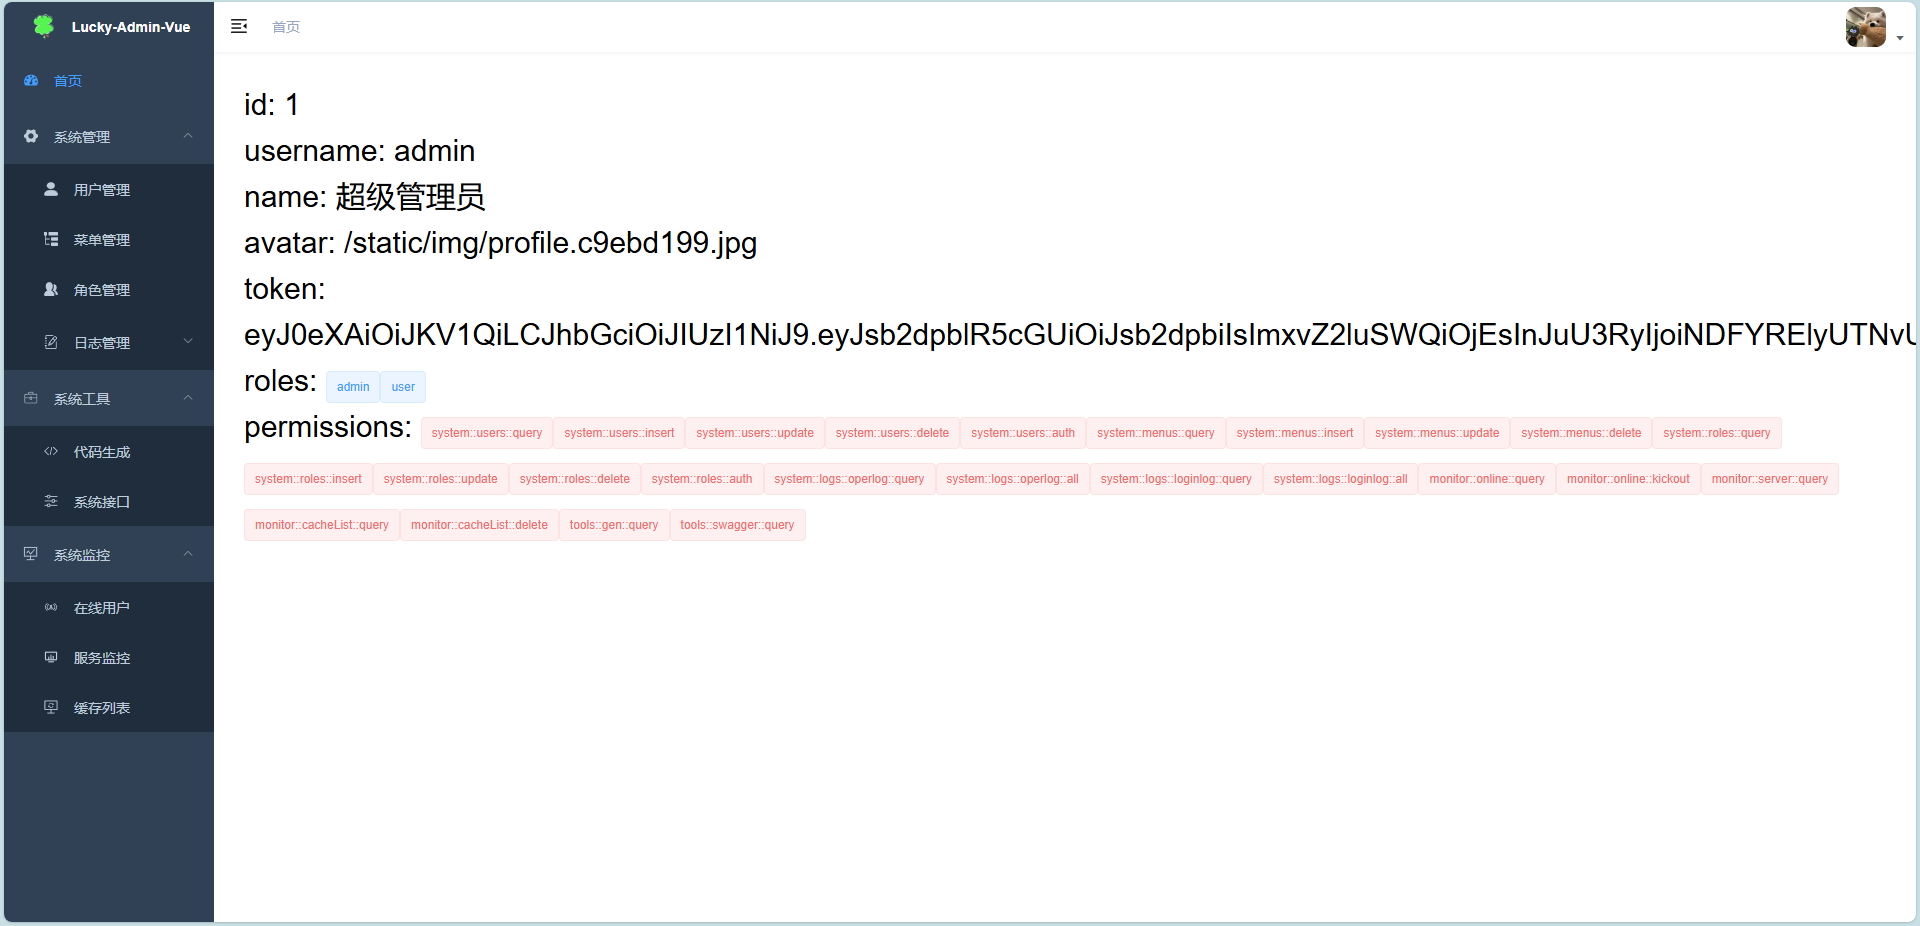 Lucky-Admin-Vue
首页
首页
系统管理
用户管理
菜单管理
角色管理
日志管理
系统工具
代码生成
系统接口
系统监控
在线用户
服务监控
缓存列表
id: 1
username: admin
name: 超级管理员
avatar: /static/img/profile.c9ebd199.jpg
token:
eyJ0eXAiOiJKV1QiLCJhbGciOiJIUzI1NiJ9.eyJsb2dpblR5cGUiOiJsb2dpbiIsImxvZ2luSWQiOjEsInJuU3RyIjoiNDFYRElyUTNvU
roles: admin user
permissions: system::users::query system::users::insert system::users::update system::users::delete system::users::auth system::menus::query system::menus::insert system::menus::update system::menus::delete system::roles::query
system::roles::insert system::roles::update system::roles::delete system::roles::auth system::logs::operlog::query system::logs::operlog::all system::logs::loginlog::query system::logs::loginlog::all monitor::online::query monitor::online::kickout monitor::server::query
monitor::cacheList::query monitor::cacheList::delete tools::gen::query tools::swagger::query